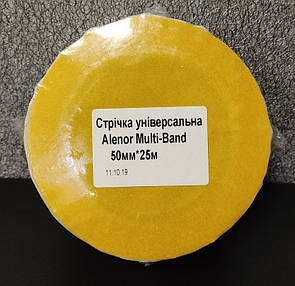 Стрічка універсальна
Alenor Multi-Band
50мм*25м
11.10.19